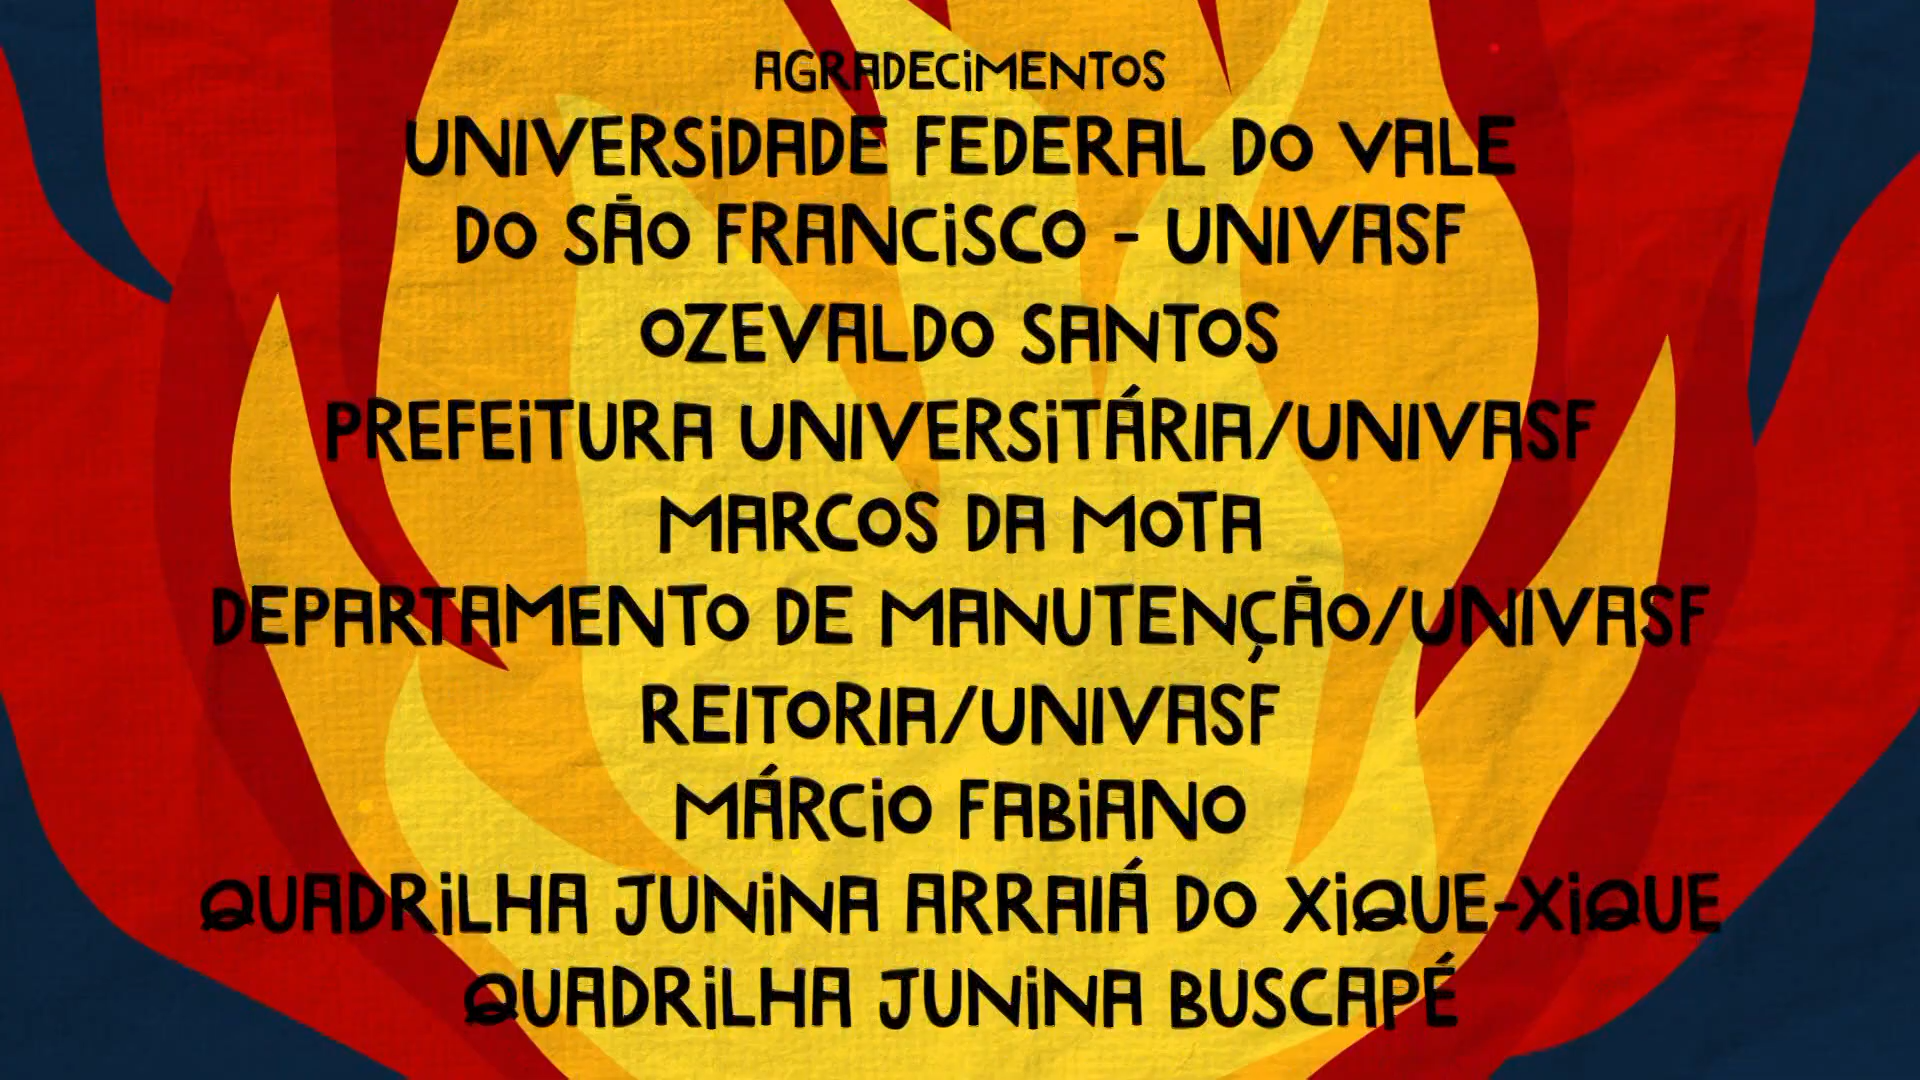 AGRADECIMENTOS
UNIVERSIDADE FEDERAL DO VALE
DO SÃO FRANCISCO - UNIVASF
OZEVALDO SANTOS
PREFEITURA UNIVERSITÁRIA/UNIVASF
MARCOS DA MOTA
DEPARTAMENTO DE MANUTENÇÃO/UNIVASF
REITORIA/UNIVASF
MÁRCIO FABIANO
QUADRILHA JUNINA ARRAIÁ DO XIQUE-XIQUE
QUADRILHA JUNINA BUSCAPÉ